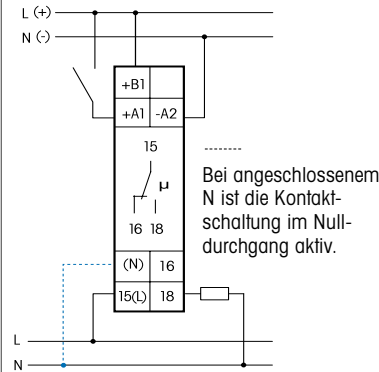 L (+)
N (-)
+B1
+A1 -A2
15
µ
16 18
(N) 16
15(L) 18
L
N
Bei angeschlossenem
N ist die Kontakt-
schaltung im Null-
durchgang aktiv.